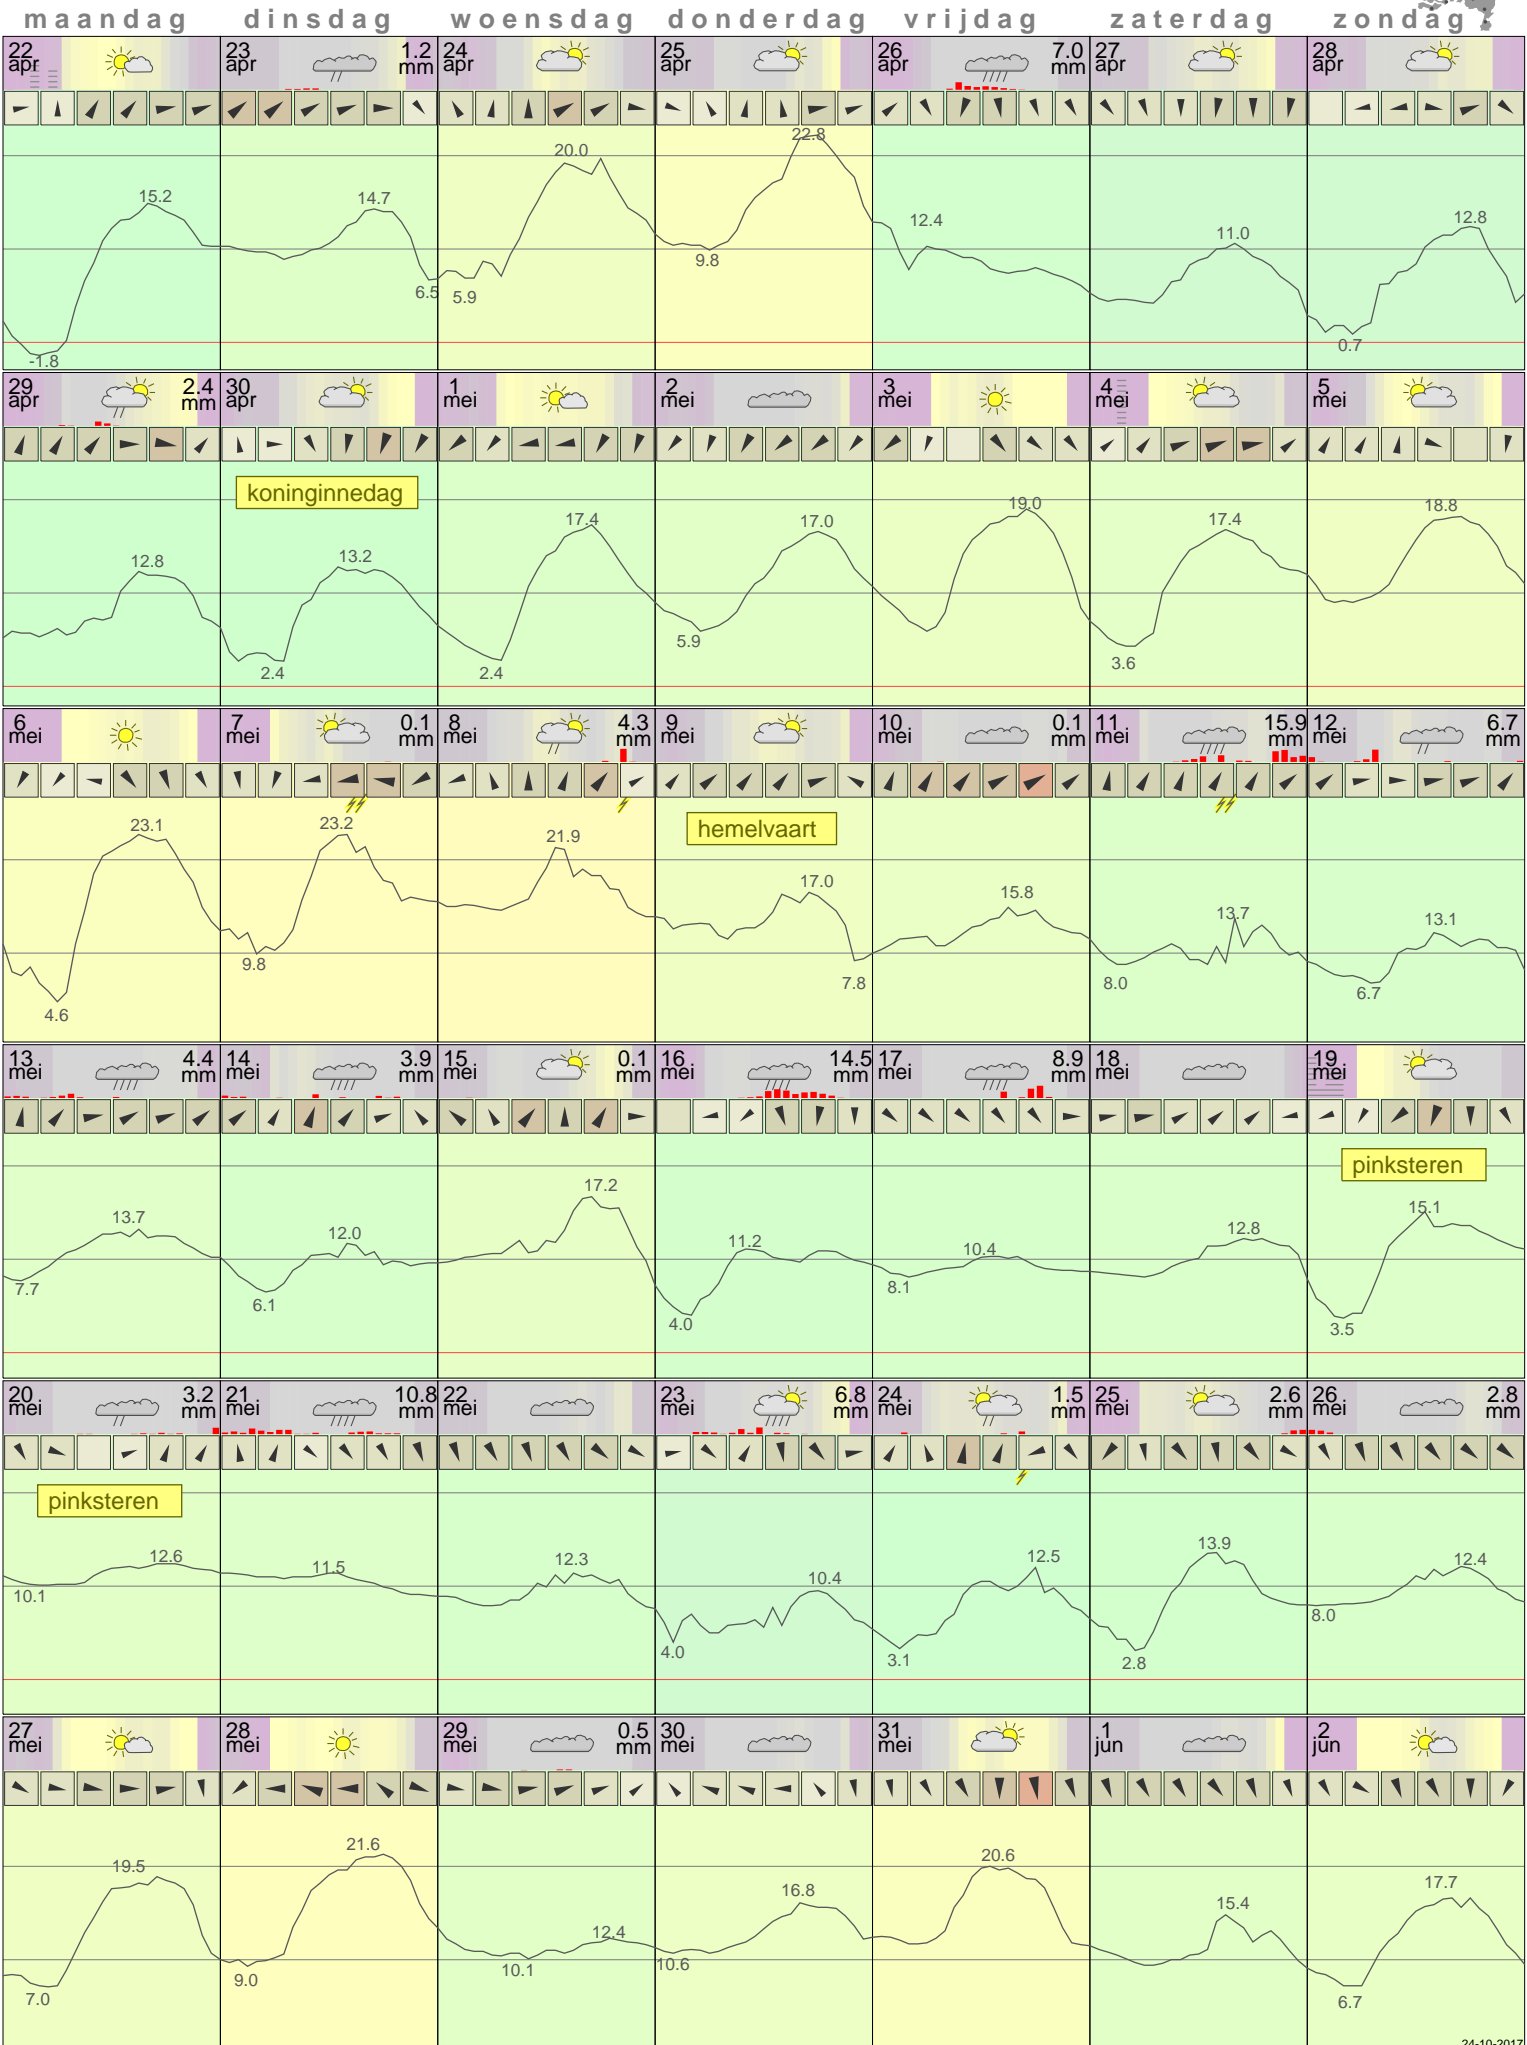 maandag dinsdag woensdag donderdag vrijdag zaterdag zondag
22 23 1.2 24 25 26 7.0 27 28
apr apr mm apr apr apr mm apr apr
22.8
20.0
15.2 14.7
12.4 11.0 12.8
9.8
6.5 5.9
-1.8 0.7
29 2.4 30 1 2 3 4 5
apr mm apr mei mei mei mei mei
koninginnedag
12.8 13.2 17.4 17.0 19.0 17.4 18.8
2.4 2.4 5.9 3.6
6 7 0.1 8 4.3 9 10 0.1 11 15.9 12 6.7
mei mei mm mei mm mei mei mm mei mm mei mm
hemelvaart
23.1 23.2 21.9 17.0 15.8 13.7 13.1
4.6 9.8 7.8 8.0 6.7
13 4.4 14 3.9 15 0.1 16 14.5 17 8.9 18 19
mei mm mei mm mei mm mei mm mei mm mei mei
pinksteren
13.7 12.0 17.2 11.2 10.4 12.8 15.1
7.7 6.1 4.0 8.1 3.5
20 3.2 21 10.8 22 23 6.8 24 1.5 25 2.6 26 2.8
mei mm mei mm mei mei mm mei mm mei mm mei mm
pinksteren
12.6 11.5 12.3 10.4 12.5 13.9 12.4
10.1 4.0 3.1 2.8 8.0
27 28 29 0.5 30 31 1 2
mei mei mei mm mei mei jun jun
19.5 21.6 12.4 16.8 20.6 15.4 17.7
7.0 9.0 10.1 10.6 6.7
24-10-2017